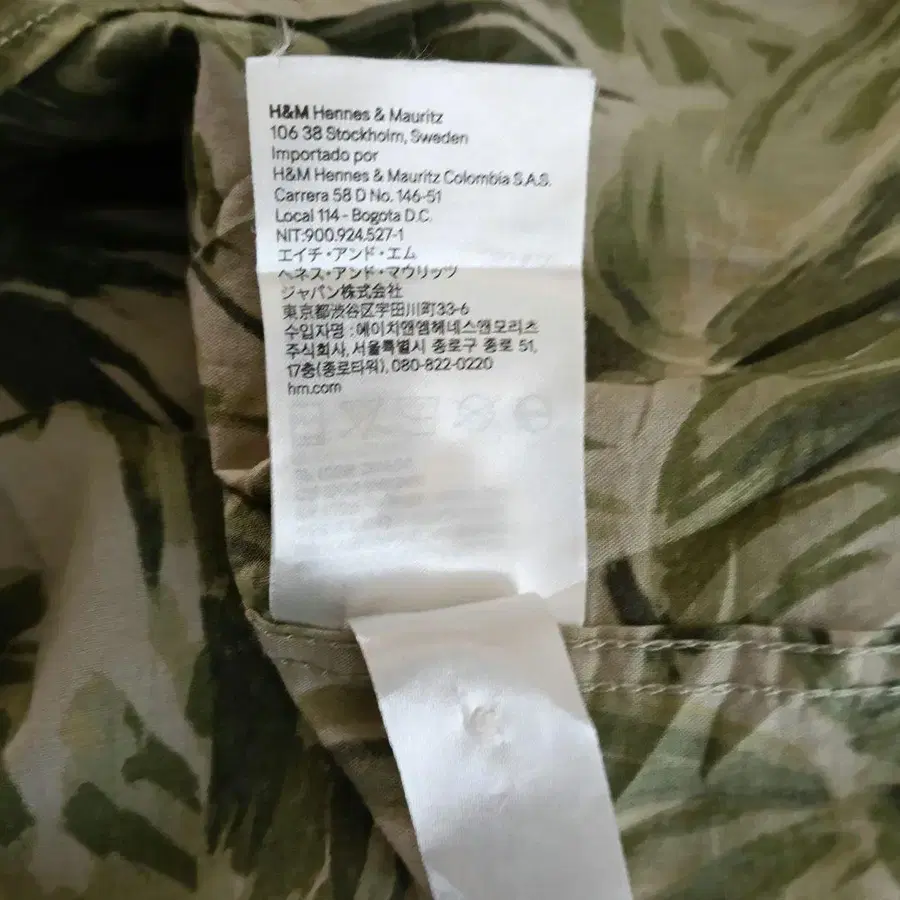 H&M Hennes & Mauritz
106 38 Stockholm, Sweden
Importado por
H&M Hennes & Mauritz Colombia S.A.S.
Carrera 58 D No. 146-51
Local 114 - Bogota D.C.
NIT:900.924.527-1
エイチ・アンド・エム
ヘネス・アンド・マウリッツ
ジャパン株式会社
東京都渋谷区宇田川町33-6
수입자명 : 에이치앤엠헤네스앤모리츠
주식회사, 서울특별시 종로구 종로 51,
17층(종로타워), 080-822-0220
hm.com